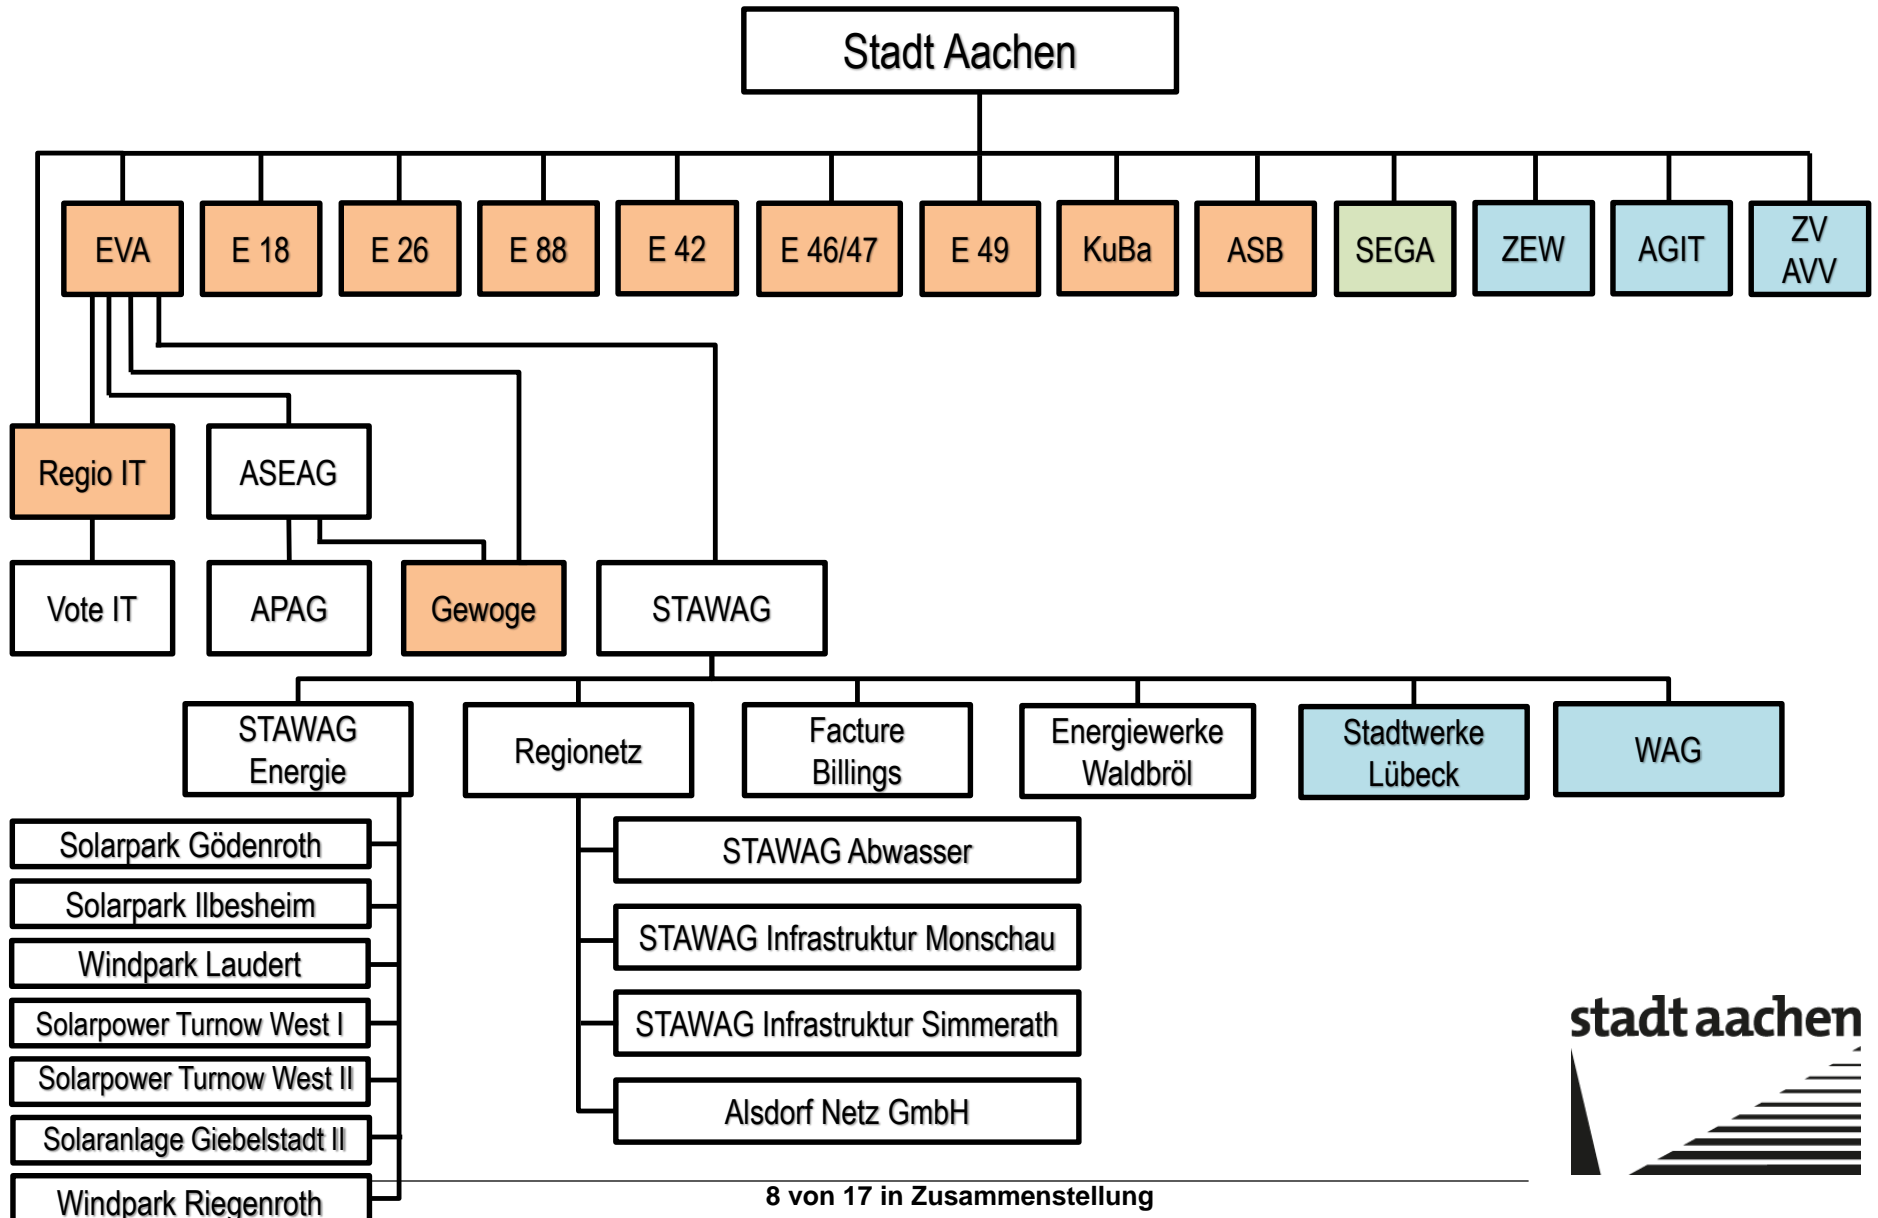 Stadt Aachen
EVA
E 18
E 26
E 88
E 42
E 46/47
E 49
KuBa
ASB
SEGA
ZEW
AGIT
ZV
AVV
Regio IT
ASEAG
Vote IT
APAG
Gewoge
STAWAG
STAWAG
Energie
Regionetz
Facture
Billings
Energiewerke
Waldbröl
Stadtwerke
Lübeck
WAG
Solarpark Gödenroth
Solarpark Ilbesheim
Windpark Laudert
Solarpower Turnow West I
Solarpower Turnow West II
Solaranlage Giebelstadt II
Windpark Riegenroth
STAWAG Abwasser
STAWAG Infrastruktur Monschau
STAWAG Infrastruktur Simmerath
Alsdorf Netz GmbH
stadt aachen
8 von 17 in Zusammenstellung